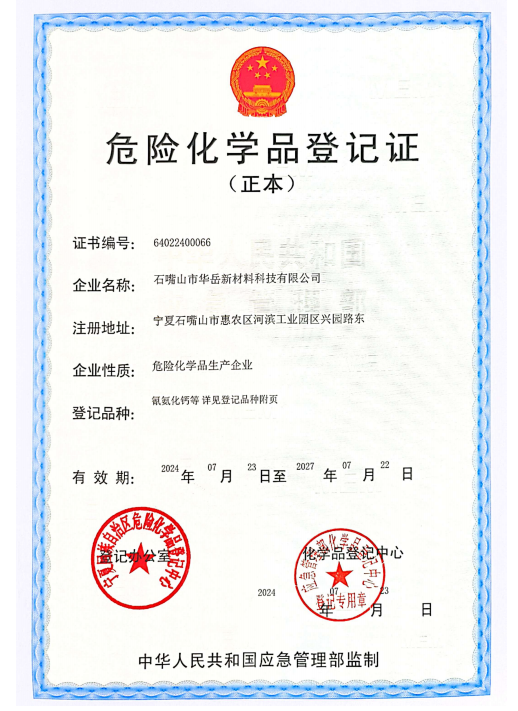 危险化学品登记证
（正本）
证书编号： 64022400066
企业名称： 石嘴山市华岳新材料科技有限公司
注册地址： 宁夏石嘴山市惠农区河滨工业园区兴园路东
企业性质： 危险化学品生产企业
登记品种： 氰氨化钙等 详见登记品种附页
有 效 期： 2024 年 07 月 23 日至 2027 年 07 月 22 日
宁夏回族自治区危险化学品登记中心
登记办公室
化学品登记中心
登记专用章
2024 年 07 月 23 日
中华人民共和国应急管理部监制